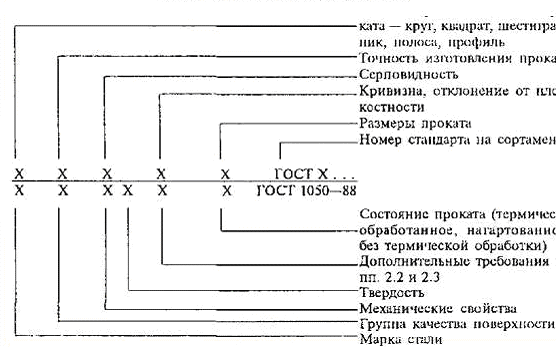 ката — круг, квадрат, шестигра
ник, полоса, профиль
Точность изготовления прока
Серповидность
Кривизна, отклонение от пло
костности
Размеры проката
Номер стандарта на сортамен
X X X X X ГОСТ X . . .
X X X X X X ГОСТ 1050—88
Состояние проката (термичес
обработанное, нагартованно
без термической обработки)
Дополнительные требования
пп. 2.2 и 2.3
Твердость
Механические свойства
Группа качества поверхности
Марка стали